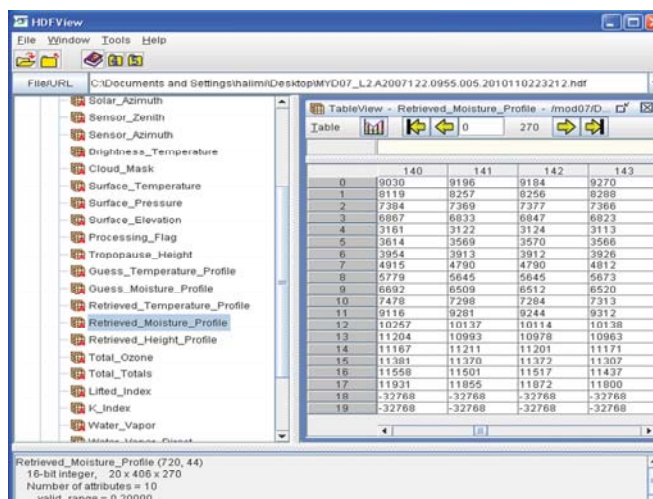 HDFView
File Window Tools Help
File/URL C:\Documents and Settings\halimi\Desktop\MYD07_L2.A2007122.0955.005.2010110223212.hdf
Solar_Azimuth
Sensor_Zenith
Sensor_Azimuth
Brightness_Temperature
Cloud_Mask
Surface_Temperature
Surface_Pressure
Surface_Elevation
Processing_Flag
Tropopause_Height
Guess_Temperature_Profile
Guess_Moisture_Profile
Retrieved_Temperature_Profile
Retrieved_Moisture_Profile
Retrieved_Height_Profile
Total_Ozone
Total_Totals
Lifted_Index
K_Index
Water_Vapor
Water_Vapor_Direct
TableView - Retrieved_Moisture_Profile - /mod07/D...
Table 0 270
140 141 142 143
0 9030 9196 9184 9270
1 8119 8257 8256 8288
2 7384 7369 7377 7366
3 6867 6833 6847 6823
4 3161 3122 3124 3113
5 3614 3569 3570 3566
6 3954 3913 3912 3926
7 4915 4790 4790 4812
8 5779 5645 5645 5673
9 6692 6509 6512 6520
10 7478 7298 7284 7313
11 9116 9281 9244 9312
12 10257 10137 10114 10138
13 11204 10993 10978 10963
14 11167 11211 11201 11171
15 11381 11370 11372 11307
16 11558 11501 11517 11437
17 11931 11855 11872 11800
18 -32768 -32768 -32768 -32768
19 -32768 -32768 -32768 -32768
Retrieved_Moisture_Profile (720, 44)
16-bit integer, 20 x 406 x 270
Number of attributes = 10
valid_range = 0,20000